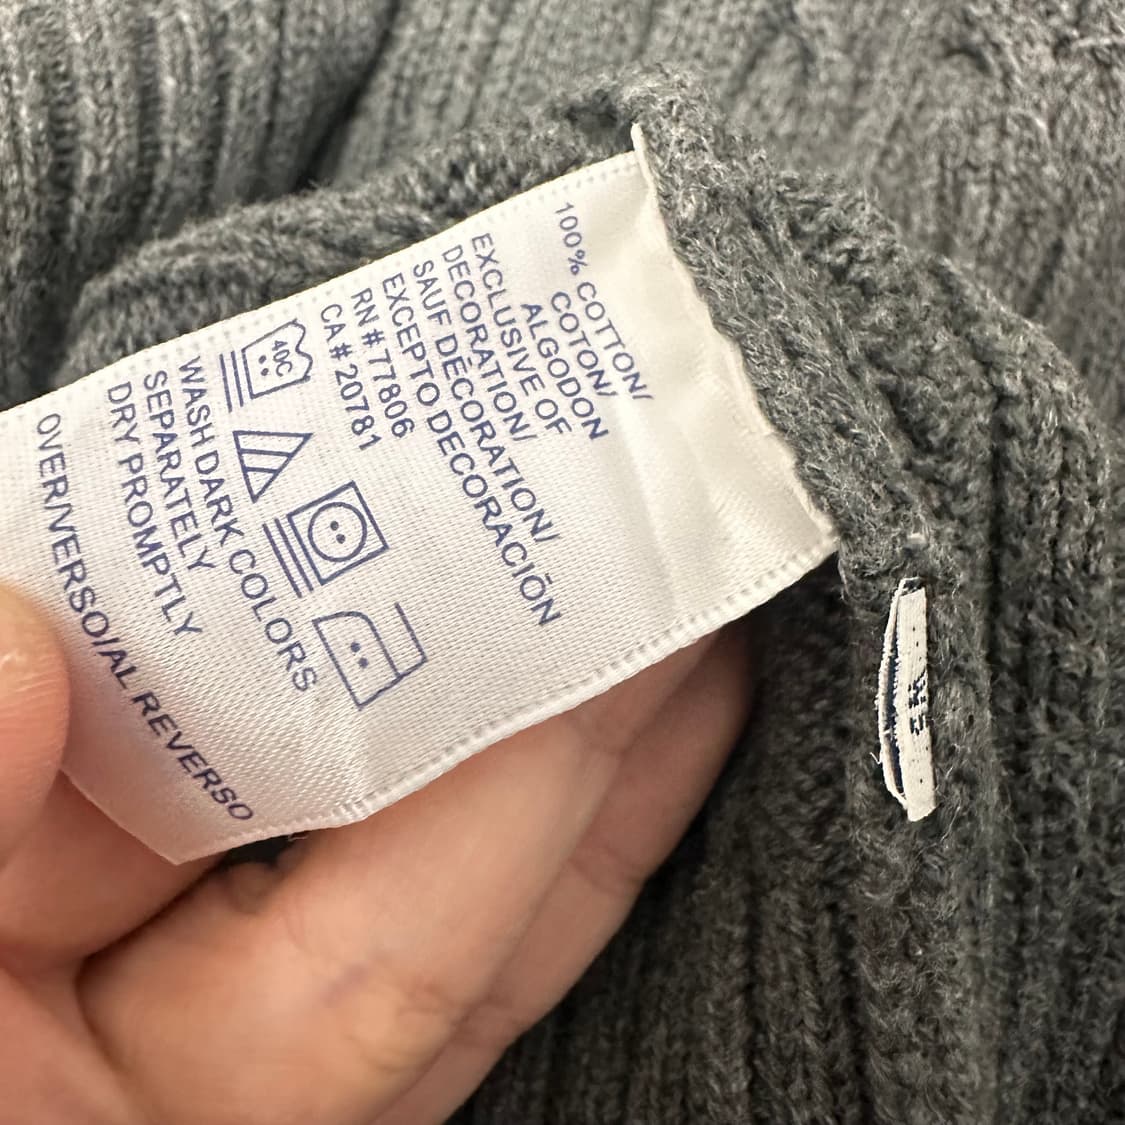 100% COTTON/
COTON/
ALGODON
EXCLUSIVE OF
DECORATION/
SAUF DÉCORATION/
EXCEPTO DECORACIÓN
RN # 77806
CA # 20781
40C
WASH DARK COLORS
SEPARATELY
DRY PROMPTLY
OVER/VERSO/AL REVERSO